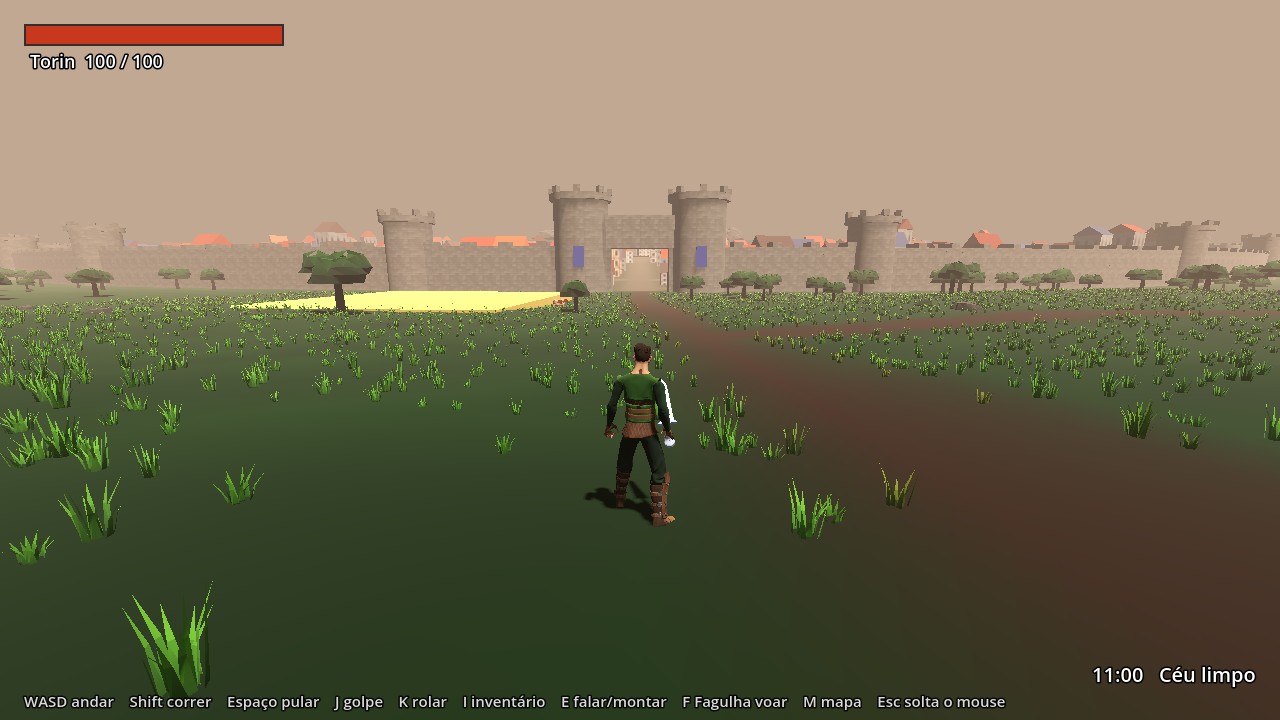 Torin 100 / 100
11:00 Céu limpo
WASD andar Shift correr Espaço pular J golpe K rolar I inventário E falar/montar F Fagulha voar M mapa Esc solta o mouse